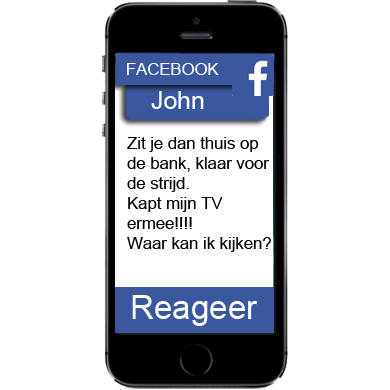 FACEBOOK
John
Zit je dan thuis op
de bank, klaar voor
de strijd.
Kapt mijn TV
ermee!!!!
Waar kan ik kijken?
Reageer